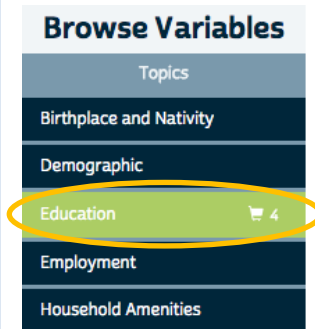 Browse Variables
Topics
Birthplace and Nativity
Demographic
Education 4
Employment
Household Amenities